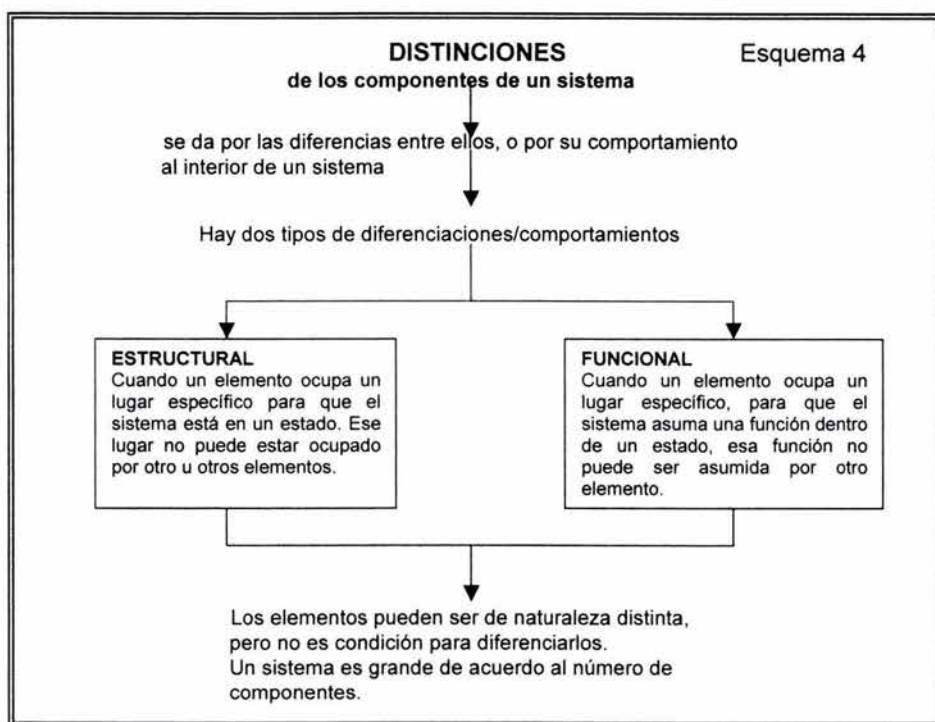 DISTINCIONES
Esquema 4
de los componentes de un sistema
se da por las diferencias entre ellos, o por su comportamiento
al interior de un sistema
Hay dos tipos de diferenciaciones/comportamientos
ESTRUCTURAL
Cuando un elemento ocupa un
lugar específico para que el
sistema está en un estado. Ese
lugar no puede estar ocupado
por otro u otros elementos.
FUNCIONAL
Cuando un elemento ocupa un
lugar específico, para que el
sistema asuma una función dentro
de un estado, esa función no
puede ser asumida por otro
elemento.
Los elementos pueden ser de naturaleza distinta,
pero no es condición para diferenciarlos.
Un sistema es grande de acuerdo al número de
componentes.